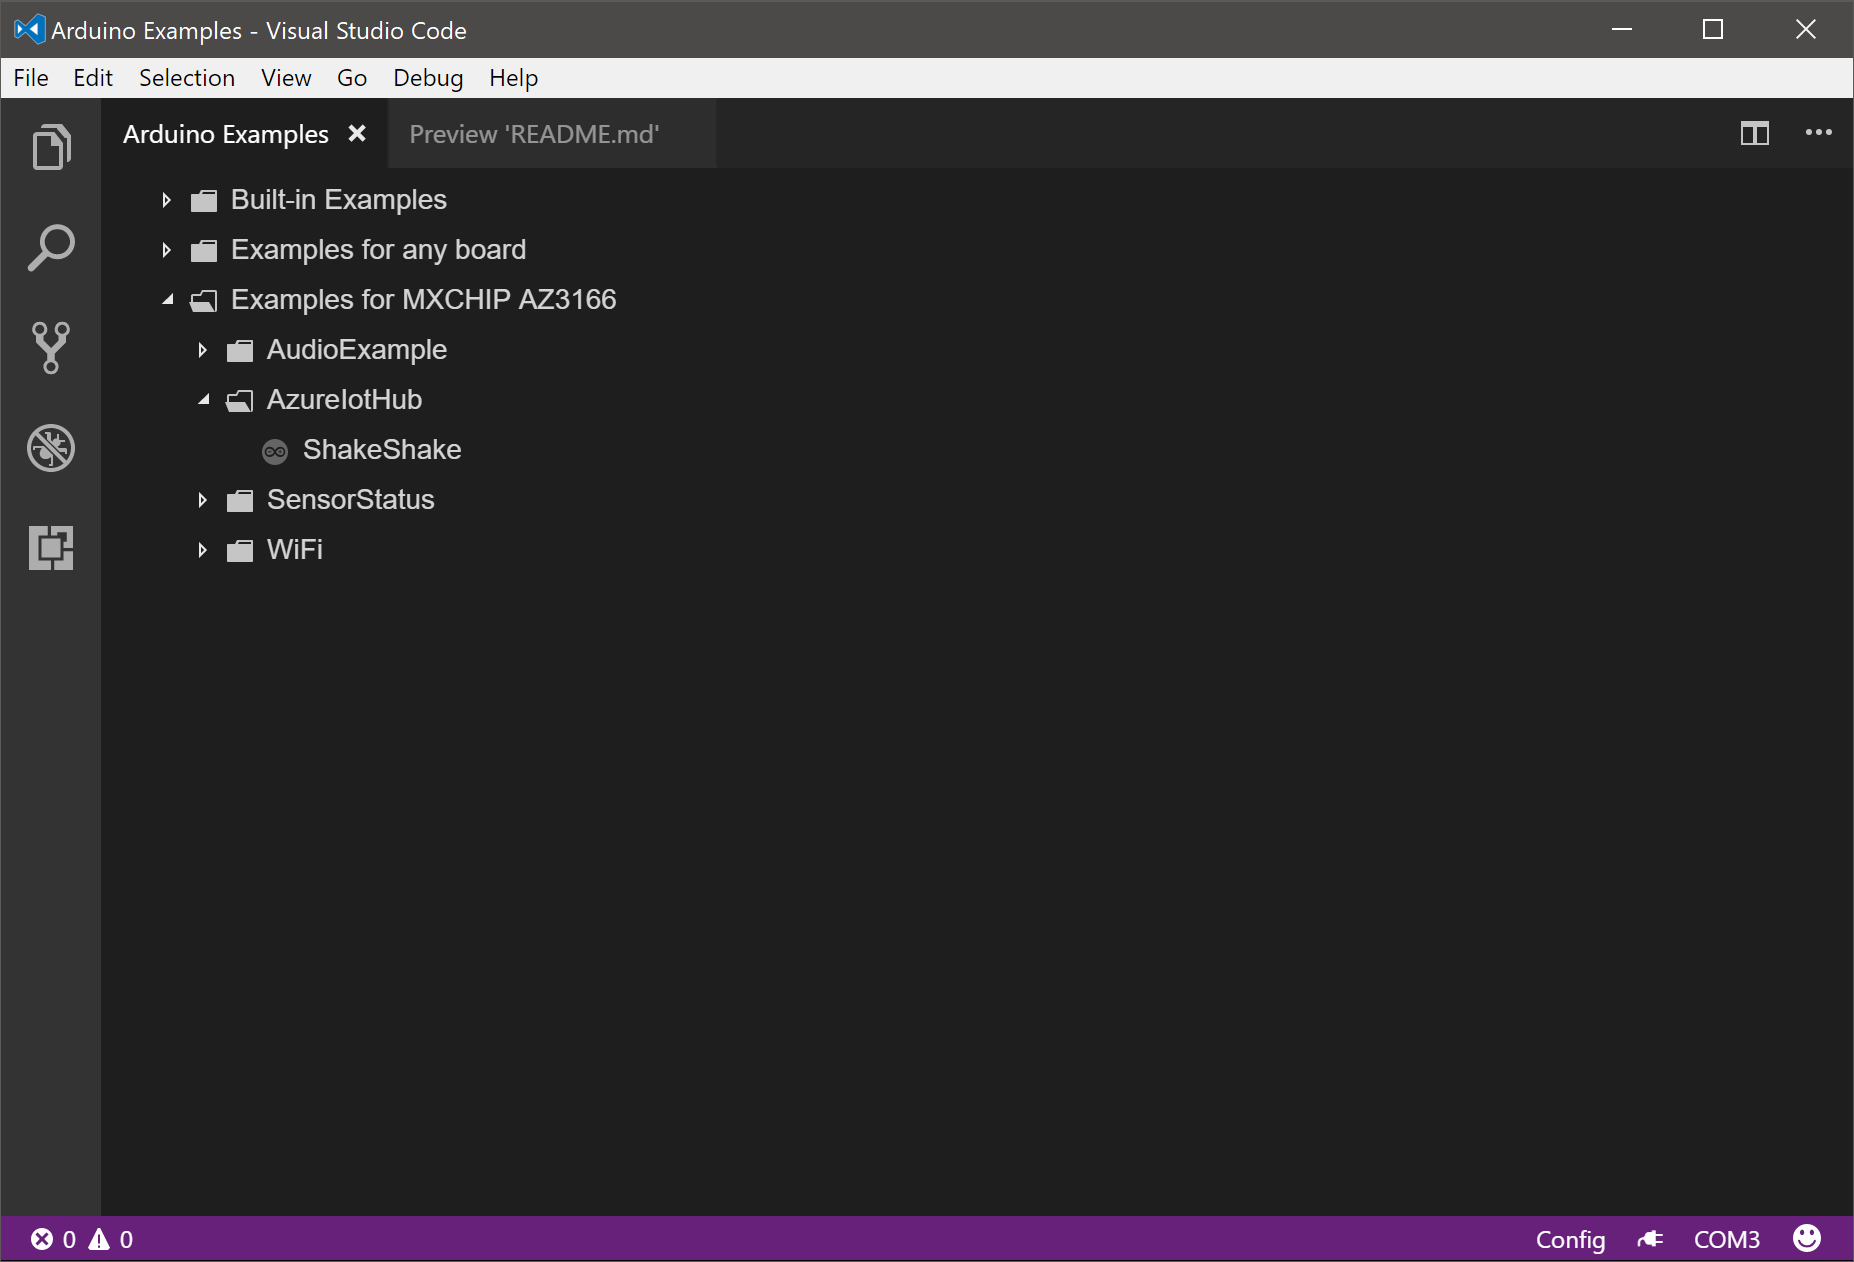 Arduino Examples - Visual Studio Code
File Edit Selection View Go Debug Help
Arduino Examples Preview 'README.md'
Built-in Examples
Examples for any board
Examples for MXCHIP AZ3166
AudioExample
AzureIotHub
ShakeShake
SensorStatus
WiFi
0 0 Config COM3